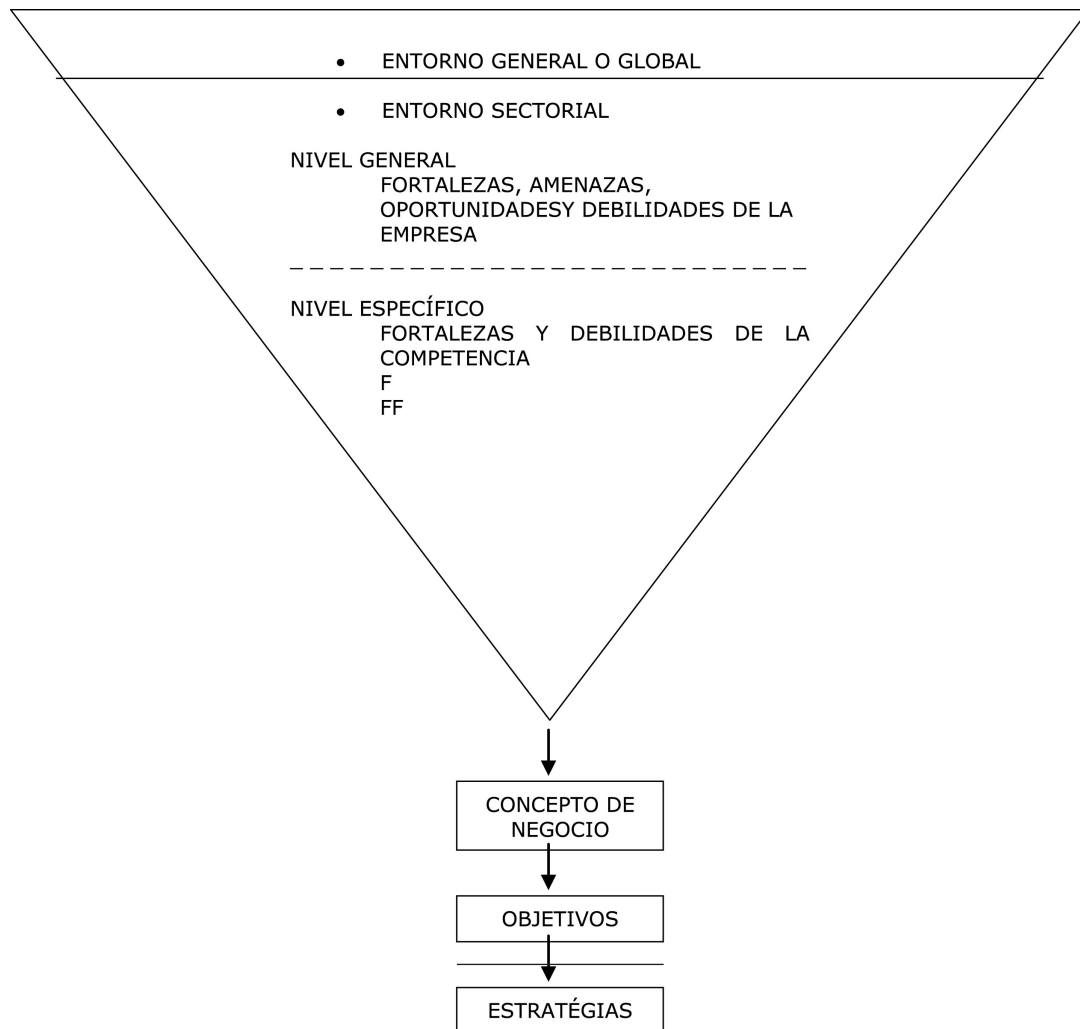 • ENTORNO GENERAL O GLOBAL
• ENTORNO SECTORIAL
NIVEL GENERAL
FORTALEZAS, AMENAZAS,
OPORTUNIDADESY DEBILIDADES DE LA
EMPRESA
NIVEL ESPECÍFICO
FORTALEZAS Y DEBILIDADES DE LA
COMPETENCIA
F
FF
CONCEPTO DE
NEGOCIO
OBJETIVOS
ESTRATÉGIAS